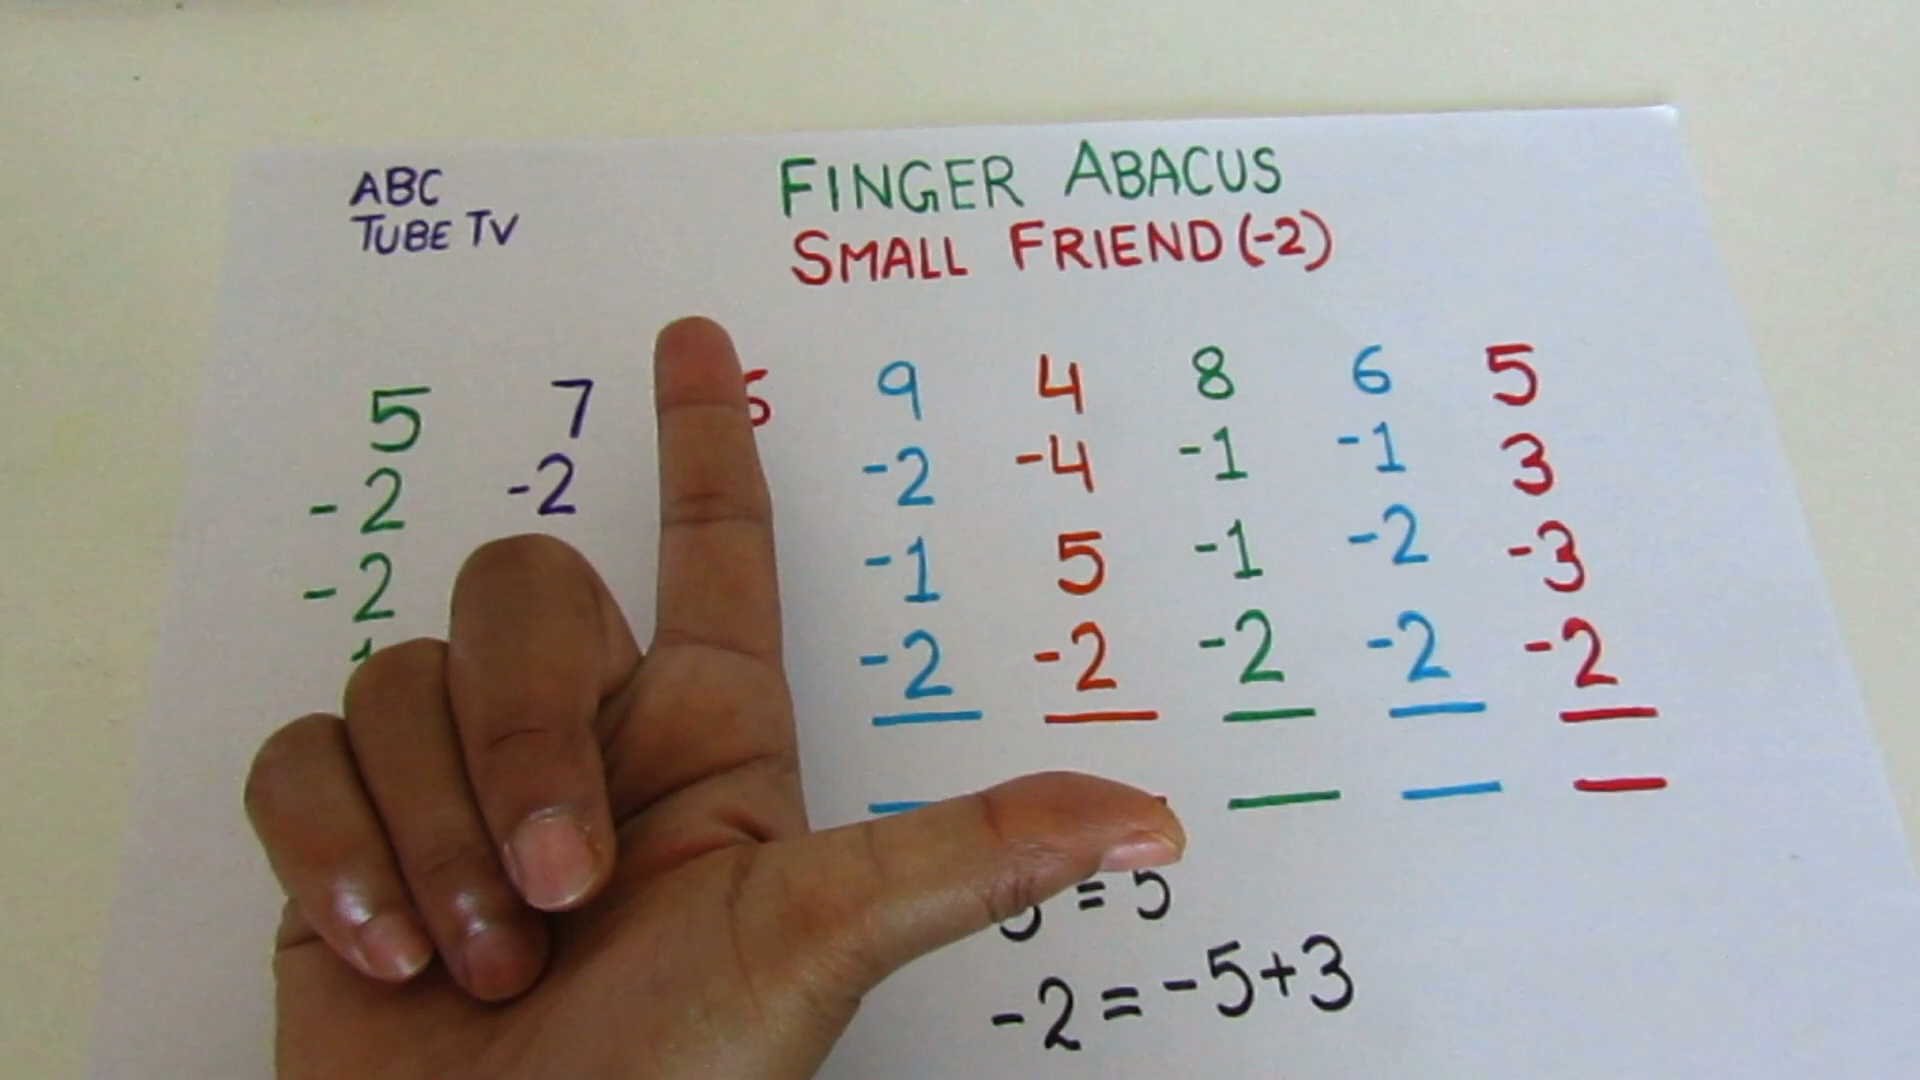 ABC
TUBE TV
FINGER ABACUS
SMALL FRIEND (-2)
5 7 9 4 8 6 5
-2 -2 -2 -4 -1 -1 3
-2 -1 5 -1 -2 -3
-2 -2 -2 -2 -2
= 5
-2 = -5+3